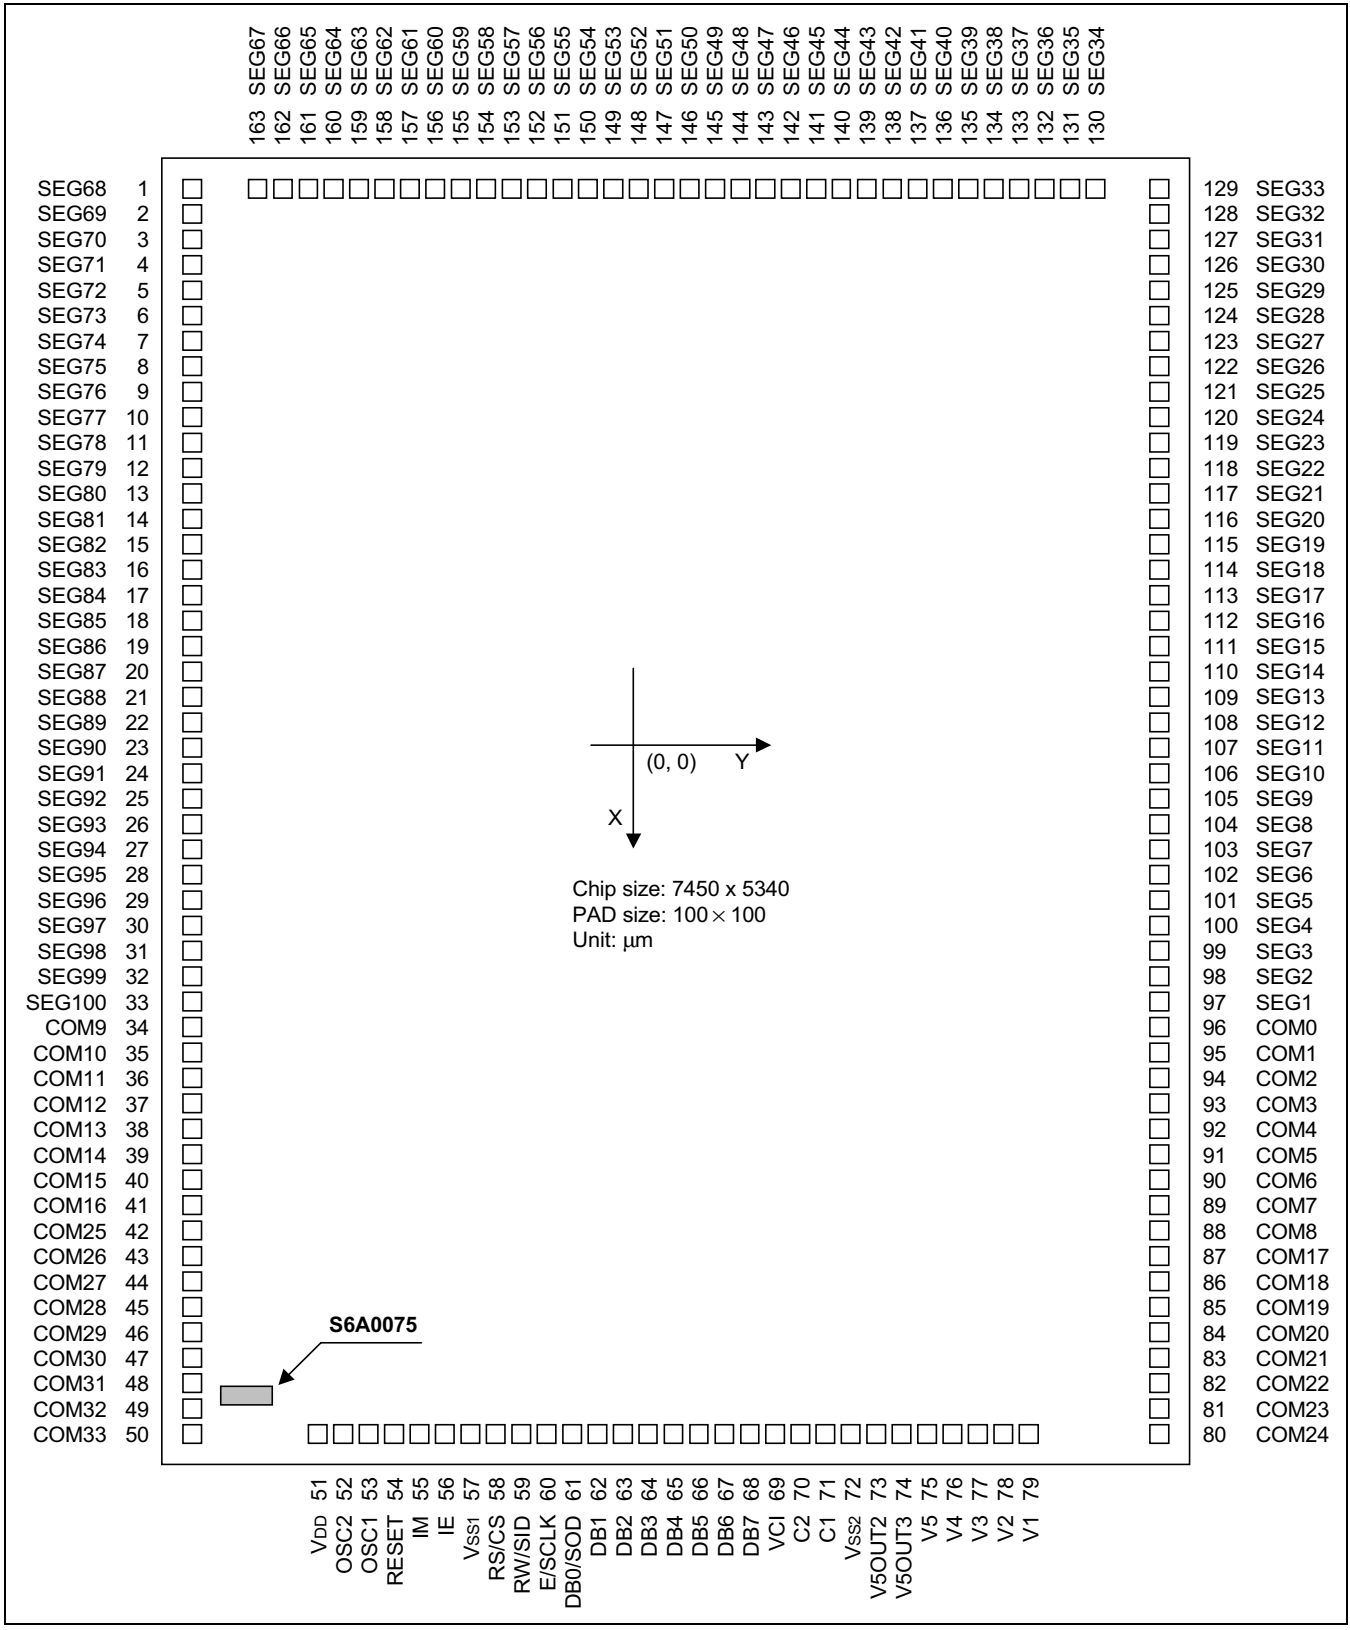 163 SEG67
162 SEG66
161 SEG65
160 SEG64
159 SEG63
158 SEG62
157 SEG61
156 SEG60
155 SEG59
154 SEG58
153 SEG57
152 SEG56
151 SEG55
150 SEG54
149 SEG53
148 SEG52
147 SEG51
146 SEG50
145 SEG49
144 SEG48
143 SEG47
142 SEG46
141 SEG45
140 SEG44
139 SEG43
138 SEG42
137 SEG41
136 SEG40
135 SEG39
134 SEG38
133 SEG37
132 SEG36
131 SEG35
130 SEG34
SEG68 1
SEG69 2
SEG70 3
SEG71 4
SEG72 5
SEG73 6
SEG74 7
SEG75 8
SEG76 9
SEG77 10
SEG78 11
SEG79 12
SEG80 13
SEG81 14
SEG82 15
SEG83 16
SEG84 17
SEG85 18
SEG86 19
SEG87 20
SEG88 21
SEG89 22
SEG90 23
SEG91 24
SEG92 25
SEG93 26
SEG94 27
SEG95 28
SEG96 29
SEG97 30
SEG98 31
SEG99 32
SEG100 33
COM9 34
COM10 35
COM11 36
COM12 37
COM13 38
COM14 39
COM15 40
COM16 41
COM25 42
COM26 43
COM27 44
COM28 45
COM29 46
COM30 47
COM31 48
COM32 49
COM33 50
(0, 0) Y
X
Chip size: 7450 x 5340
PAD size: 100 × 100
Unit: μm
S6A0075
129 SEG33
128 SEG32
127 SEG31
126 SEG30
125 SEG29
124 SEG28
123 SEG27
122 SEG26
121 SEG25
120 SEG24
119 SEG23
118 SEG22
117 SEG21
116 SEG20
115 SEG19
114 SEG18
113 SEG17
112 SEG16
111 SEG15
110 SEG14
109 SEG13
108 SEG12
107 SEG11
106 SEG10
105 SEG9
104 SEG8
103 SEG7
102 SEG6
101 SEG5
100 SEG4
99 SEG3
98 SEG2
97 SEG1
96 COM0
95 COM1
94 COM2
93 COM3
92 COM4
91 COM5
90 COM6
89 COM7
88 COM8
87 COM17
86 COM18
85 COM19
84 COM20
83 COM21
82 COM22
81 COM23
80 COM24
VDD 51
OSC2 52
OSC1 53
RESET 54
IM 55
IE 56
VSS1 57
RS/CS 58
RW/SID 59
E/SCLK 60
DB0/SOD 61
DB1 62
DB2 63
DB3 64
DB4 65
DB5 66
DB6 67
DB7 68
VCI 69
C2 70
C1 71
VSS2 72
V5OUT2 73
V5OUT3 74
V5 75
V4 76
V3 77
V2 78
V1 79